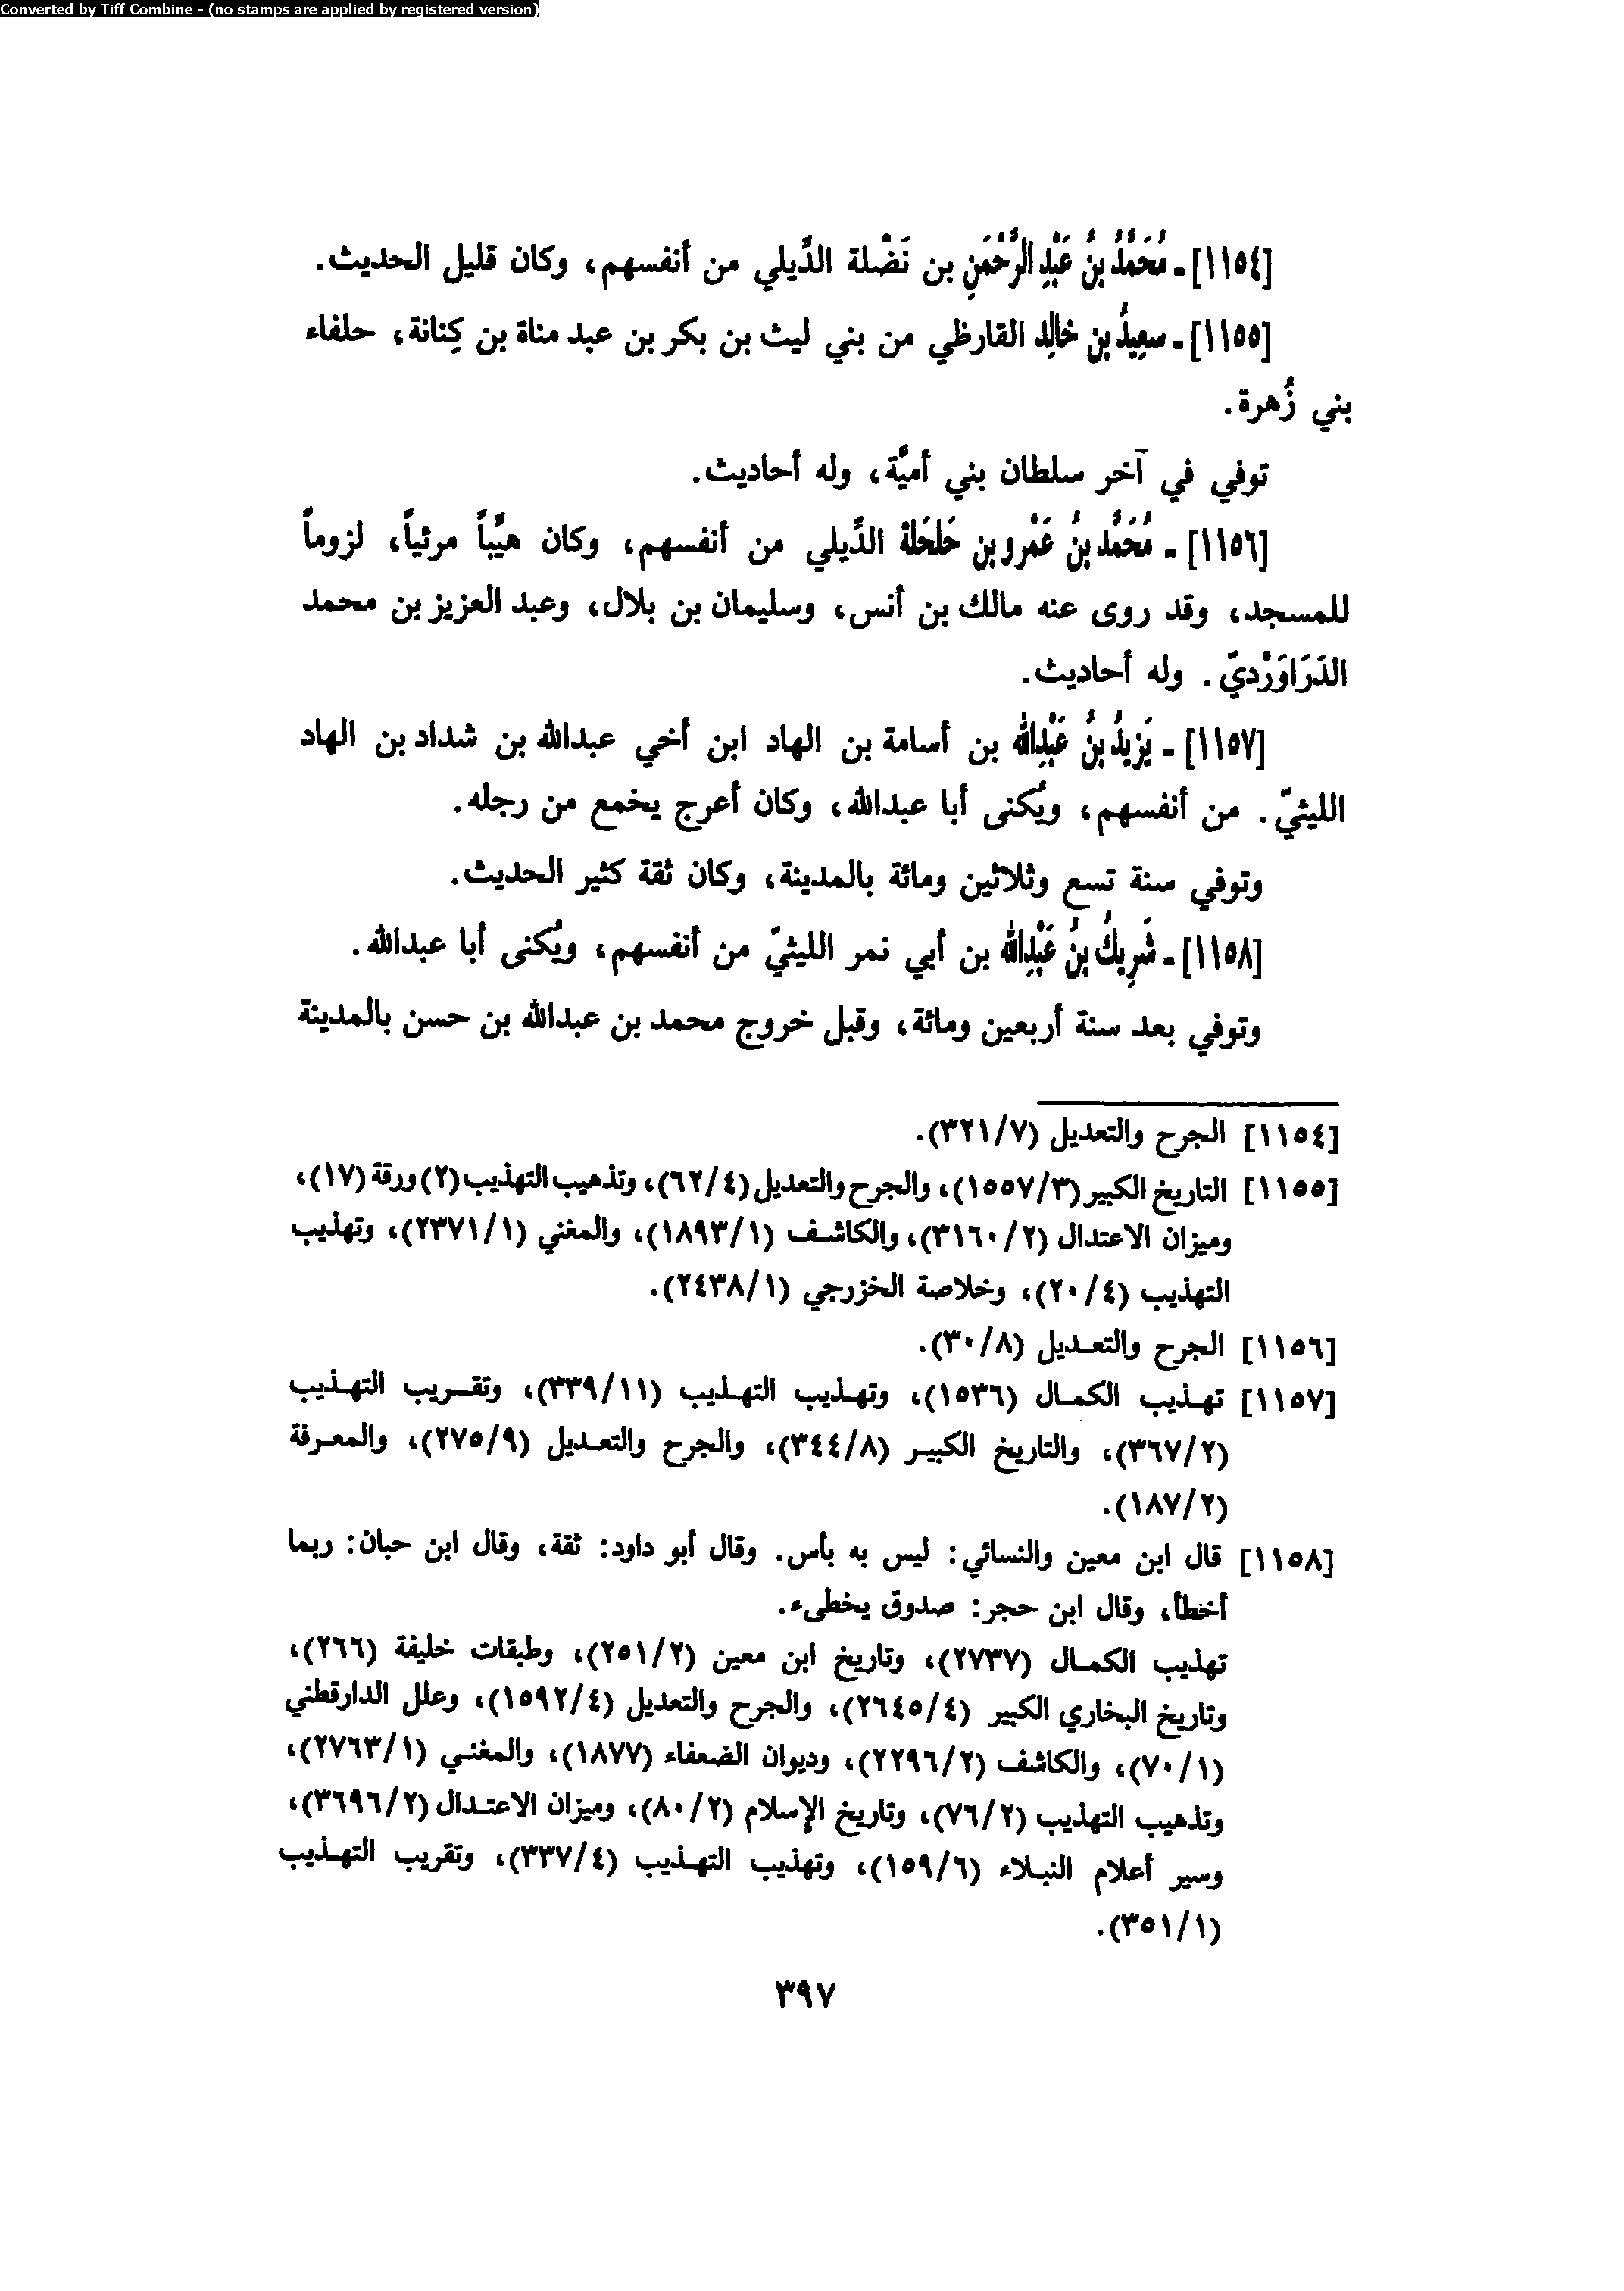 Converted by Tiff Combine - (no stamps are applied by registered version)
[١١٥٤] ـ مُحَمَّدُ بنُ عَبْدِ الرَّحْمَنِ بن نَضْلة الدِّيلي من أنفسهم، وكان قليل الحديث.
[١١٥٥] ـ سعِيدُ بن خالِد القارظي من بني ليث بن بكر بن عبد مناة بن كِنانة، حلفاء
بني زُهرة.
توفي في آخر سلطان بني أميَّة، وله أحاديث.
[١١٥٦] ـ مُحَمَّد بنُ عَمْرو بن حَلحَلة الدِّيلي من أنفسهم، وكان هيِّباً مرئياً، لزوماً
للمسجد، وقد روى عنه مالك بن أنس، وسليمان بن بلال، وعبد العزيز بن محمد
الدَرَاوَرْديّ. وله أحاديث.
[١١٥٧] ـ يَزِيدُ بنُ عَبْدِالله بن أسامة بن الهاد ابن أخي عبدالله بن شداد بن الهاد
الليثيّ. من أنفسهم، ويُكنى أبا عبدالله، وكان أعرج يخمع من رجله.
وتوفي سنة تسع وثلاثين ومائة بالمدينة، وكان ثقة كثير الحديث.
[١١٥٨] ـ شَرِيكُ بنُ عَبْدِالله بن أبي نمر الليثيّ من أنفسهم، ويُكنى أبا عبدالله.
وتوفي بعد سنة أربعين ومائة، وقبل خروج محمد بن عبدالله بن حسن بالمدينة
[١١٥٤] الجرح والتعديل (٣٢١/٧).
[١١٥٥] التاريخ الكبير (١٥٥٧/٣)، والجرح والتعديل (٦٢/٤)، وتذهيب التهذيب (٢) ورقة (١٧)،
وميزان الاعتدال (٣١٦٠/٢)، والكاشف (١٨٩٣/١)، والمغني (٢٣٧١/١)، وتهذيب
التهذيب (٢٠/٤)، وخلاصة الخزرجي (٢٤٣٨/١).
[١١٥٦] الجرح والتعديل (٣٠/٨).
[١١٥٧] تهذيب الكمال (١٥٣٦)، وتهذيب التهذيب (٣٣٩/١١)، وتقريب التهذيب
(٣٦٧/٢)، والتاريخ الكبير (٣٤٤/٨)، والجرح والتعديل (٢٧٥/٩)، والمعرفة
(١٨٧/٢).
[١١٥٨] قال ابن معين والنسائي: ليس به بأس. وقال أبو داود: ثقة، وقال ابن حبان: ربما
أخطأ، وقال ابن حجر: صدوق يخطىء.
تهذيب الكمال (٢٧٣٧)، وتاريخ ابن معين (٢٥١/٢)، وطبقات خليفة (٢٦٦)،
وتاريخ البخاري الكبير (٢٦٤٥/٤)، والجرح والتعديل (١٥٩٢/٤)، وعلل الدارقطني
(٧٠/١)، والكاشف (٢٢٩٦/٢)، وديوان الضعفاء (١٨٧٧)، والمغني (٢٧٦٣/١)،
وتذهيب التهذيب (٧٦/٢)، وتاريخ الإسلام (٨٠/٢)، وميزان الاعتدال (٣٦٩٦/٢)،
وسير أعلام النبلاء (١٥٩/٦)، وتهذيب التهذيب (٣٣٧/٤)، وتقريب التهذيب
(٣٥١/١).
٣٩٧